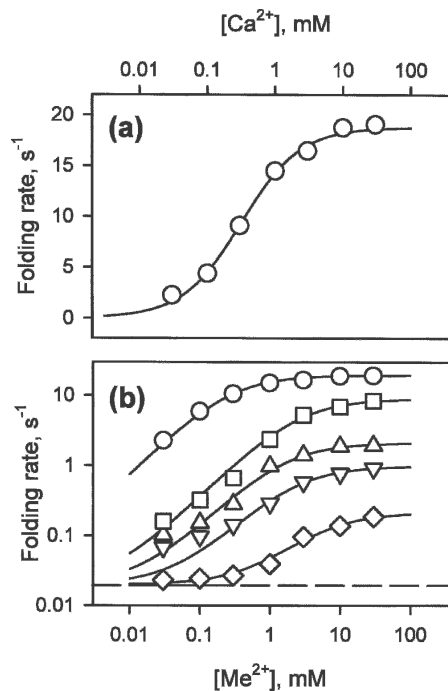 [Ca²⁺], mM
0.01 0.1 1 10 100
(a)
20
15
10
5
0
Folding rate, s⁻¹
(b)
10
1
0.1
0.01
Folding rate, s⁻¹
0.01 0.1 1 10 100
[Me²⁺], mM